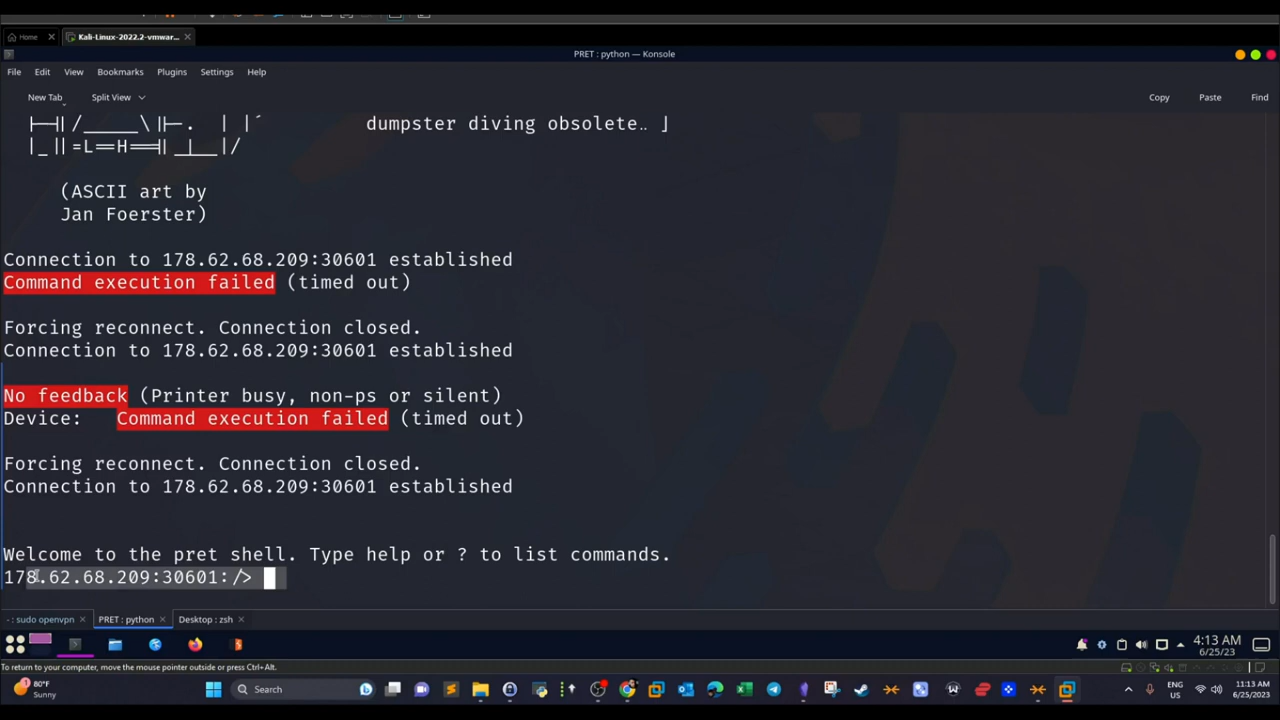 Home
Kali-Linux-2022.2-vmwar...
PRET : python — Konsole
File Edit View Bookmarks Plugins Settings Help
New Tab Split View Copy Paste Find
dumpster diving obsolete.. ]
(ASCII art by
Jan Foerster)
Connection to 178.62.68.209:30601 established
Command execution failed (timed out)
Forcing reconnect. Connection closed.
Connection to 178.62.68.209:30601 established
No feedback (Printer busy, non-ps or silent)
Device: Command execution failed (timed out)
Forcing reconnect. Connection closed.
Connection to 178.62.68.209:30601 established
Welcome to the pret shell. Type help or ? to list commands.
178.62.68.209:30601:/>
- : sudo openvpn PRET : python Desktop : zsh
4:13 AM
6/25/23
To return to your computer, move the mouse pointer outside or press Ctrl+Alt.
80°F
Sunny
Search
ENG
US
11:13 AM
6/25/2023